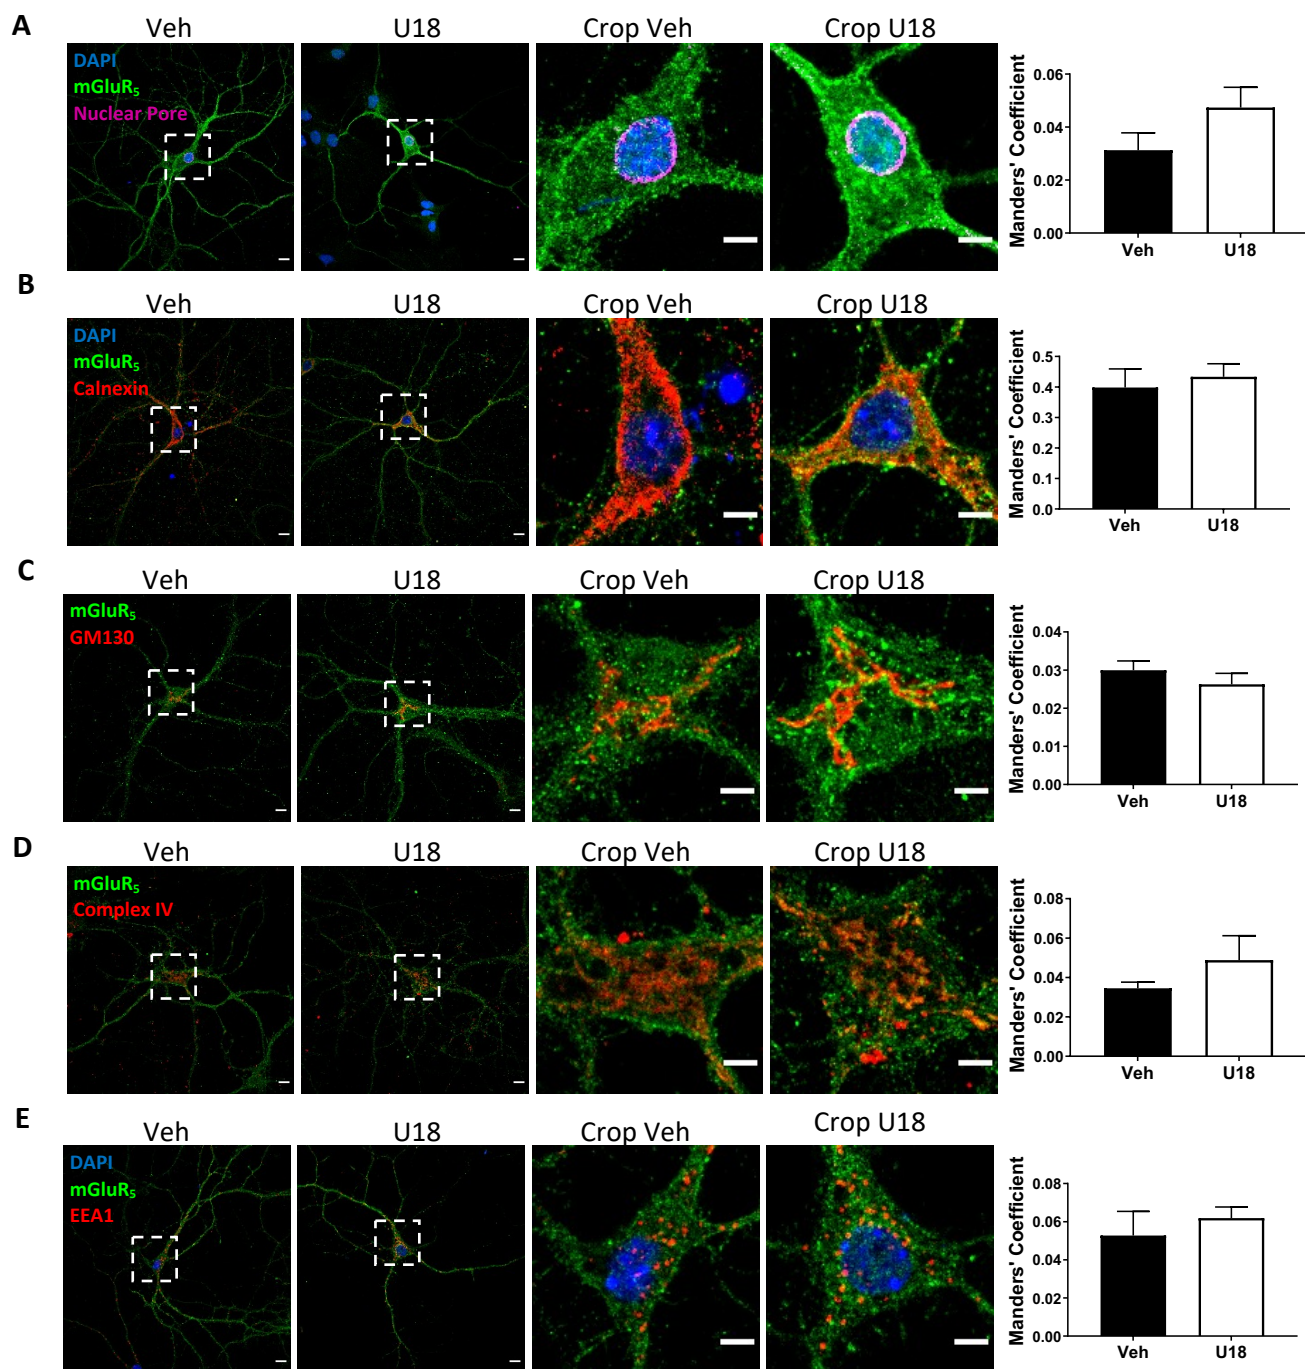 A
Veh U18 Crop Veh Crop U18
DAPI
mGluR₅
Nuclear Pore
Manders' Coefficient
0.06
0.04
0.02
0.00
Veh U18
B
Veh U18 Crop Veh Crop U18
DAPI
mGluR₅
Calnexin
Manders' Coefficient
0.5
0.4
0.3
0.2
0.1
0.0
Veh U18
C
Veh U18 Crop Veh Crop U18
mGluR₅
GM130
Manders' Coefficient
0.04
0.03
0.02
0.01
0.00
Veh U18
D
Veh U18 Crop Veh Crop U18
mGluR₅
Complex IV
Manders' Coefficient
0.08
0.06
0.04
0.02
0.00
Veh U18
E
Veh U18 Crop Veh Crop U18
DAPI
mGluR₅
EEA1
Manders' Coefficient
0.08
0.06
0.04
0.02
0.00
Veh U18